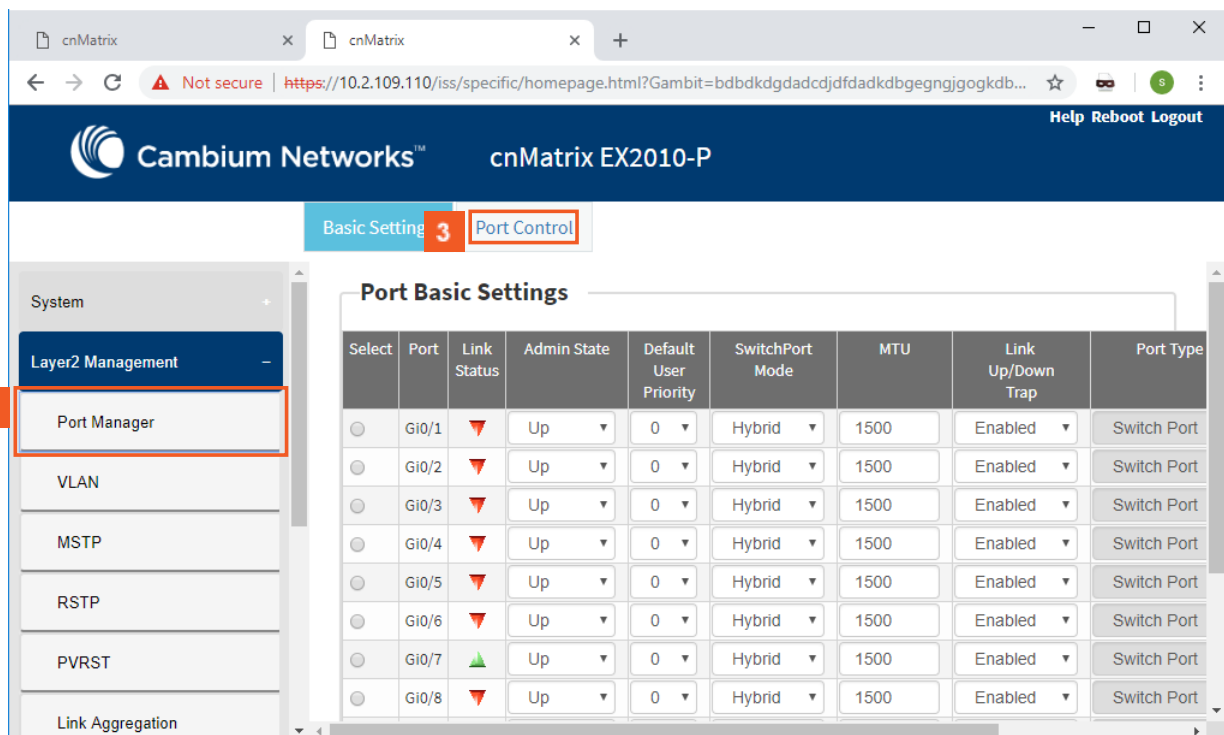 cnMatrix
cnMatrix
Not secure | https://10.2.109.110/iss/specific/homepage.html?Gambit=bdbdkdgdadcdjdfdadkdbgegngjgogkdb...
S
Help Reboot Logout
Cambium Networks™
cnMatrix EX2010-P
Basic Setting
3
Port Control
System +
Layer2 Management –
Port Manager
VLAN
MSTP
RSTP
PVRST
Link Aggregation
Port Basic Settings
Select Port Link Status Admin State Default User Priority SwitchPort Mode MTU Link Up/Down Trap Port Type
Gi0/1 Up 0 Hybrid 1500 Enabled Switch Port
Gi0/2 Up 0 Hybrid 1500 Enabled Switch Port
Gi0/3 Up 0 Hybrid 1500 Enabled Switch Port
Gi0/4 Up 0 Hybrid 1500 Enabled Switch Port
Gi0/5 Up 0 Hybrid 1500 Enabled Switch Port
Gi0/6 Up 0 Hybrid 1500 Enabled Switch Port
Gi0/7 Up 0 Hybrid 1500 Enabled Switch Port
Gi0/8 Up 0 Hybrid 1500 Enabled Switch Port